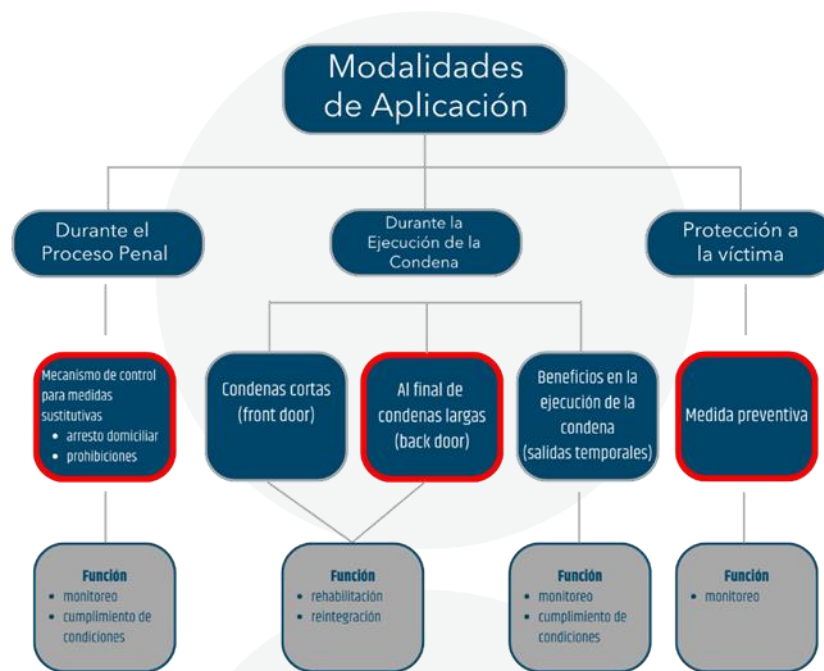 Modalidades
de Aplicación
Durante el
Proceso Penal
Durante la
Ejecución de la
Condena
Protección a
la víctima
Mecanismo de control
para medidas
sustitutivas
• arresto domiciliar
• prohibiciones
Condenas cortas
(front door)
Al final de
condenas largas
(back door)
Beneficios en la
ejecución de la
condena
(salidas temporales)
Medida preventiva
Función
• monitoreo
• cumplimiento de
condiciones
Función
• rehabilitación
• reintegración
Función
• monitoreo
• cumplimiento de
condiciones
Función
• monitoreo